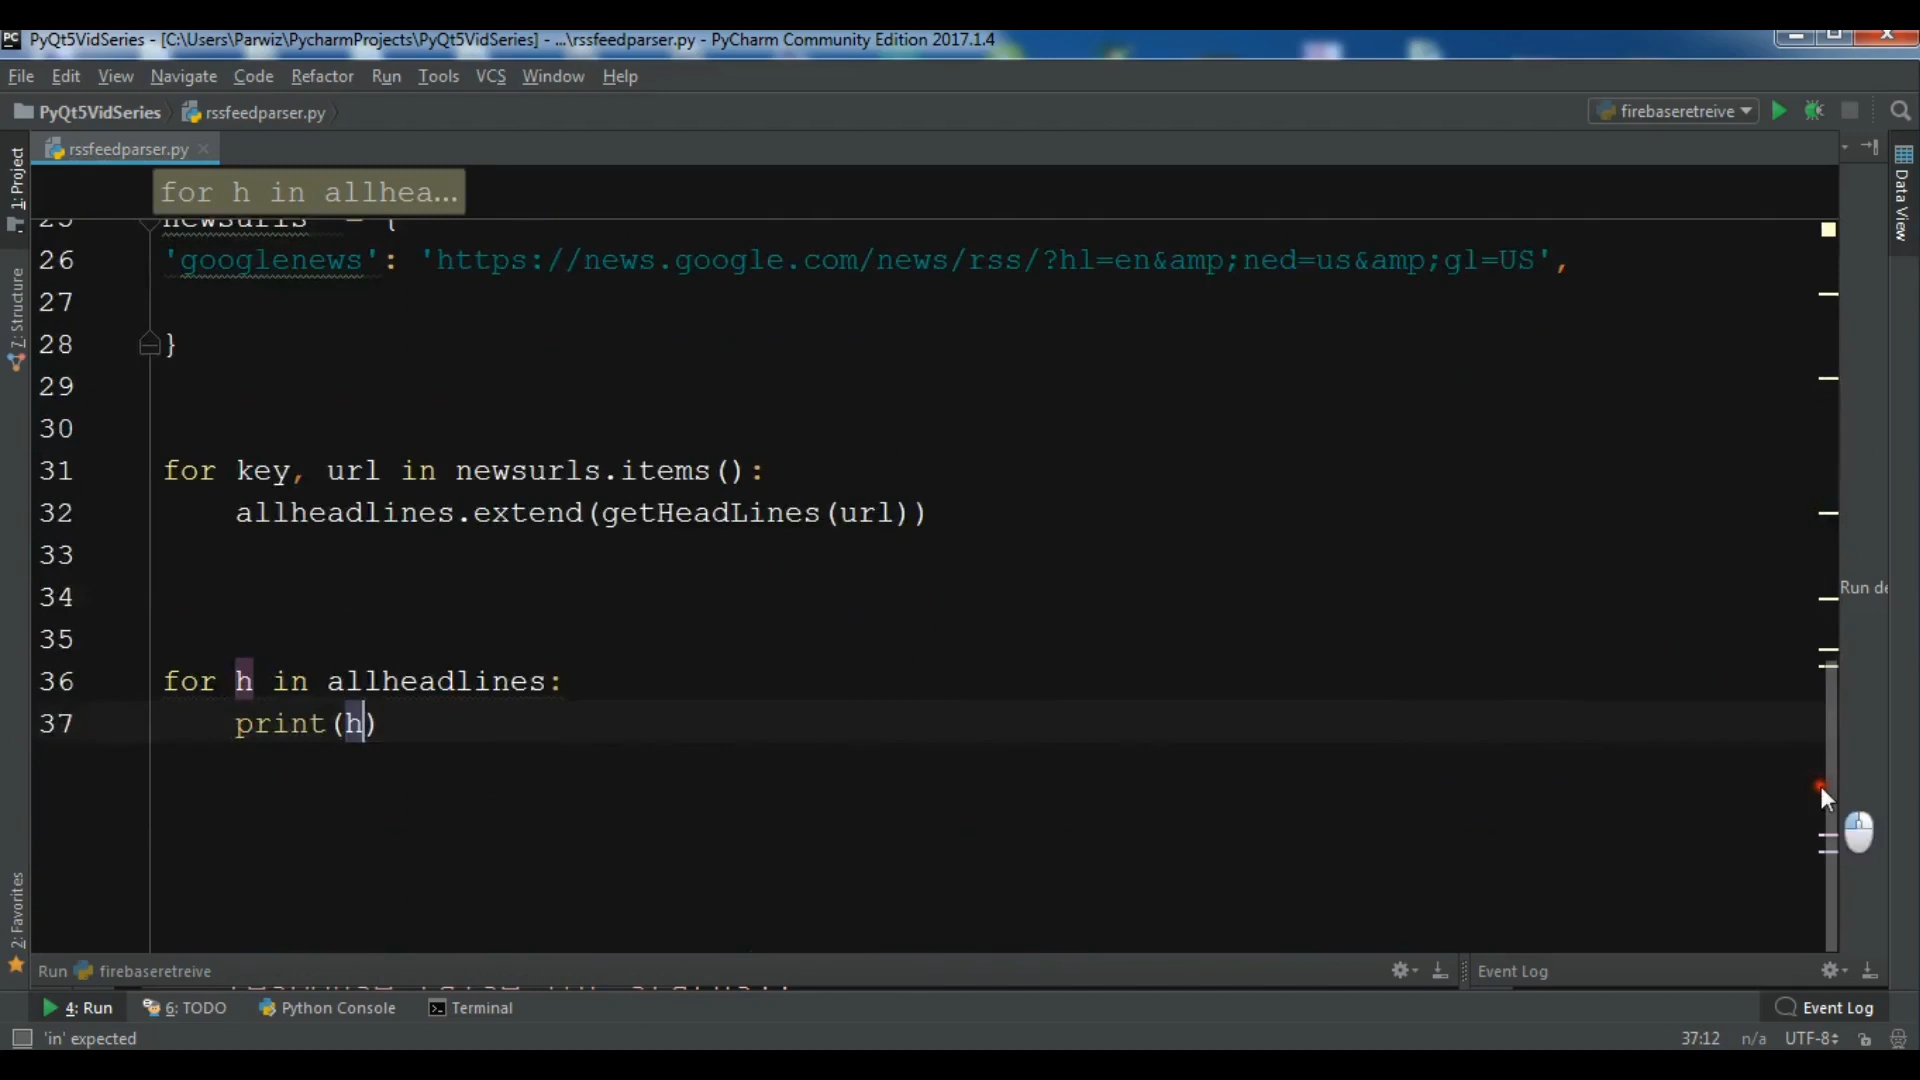 PC PyQt5VidSeries - [C:\Users\Parwiz\PycharmProjects\PyQt5VidSeries] - ...\rssfeedparser.py - PyCharm Community Edition 2017.1.4
File Edit View Navigate Code Refactor Run Tools VCS Window Help
PyQt5VidSeries rssfeedparser.py firebaseretreive
rssfeedparser.py
1: Project
7: Structure
2: Favorites
Data View
for h in allhea...
25 newsurls = {
26 'googlenews': 'https://news.google.com/news/rss/?hl=en&amp;ned=us&amp;gl=US',
27
28 }
29
30
31 for key, url in newsurls.items():
32 allheadlines.extend(getHeadLines(url))
33
34
35
36 for h in allheadlines:
37 print(h)
Run de
Run firebaseretreive Event Log
4: Run 6: TODO Python Console Terminal Event Log
'in' expected 37:12 n/a UTF-8